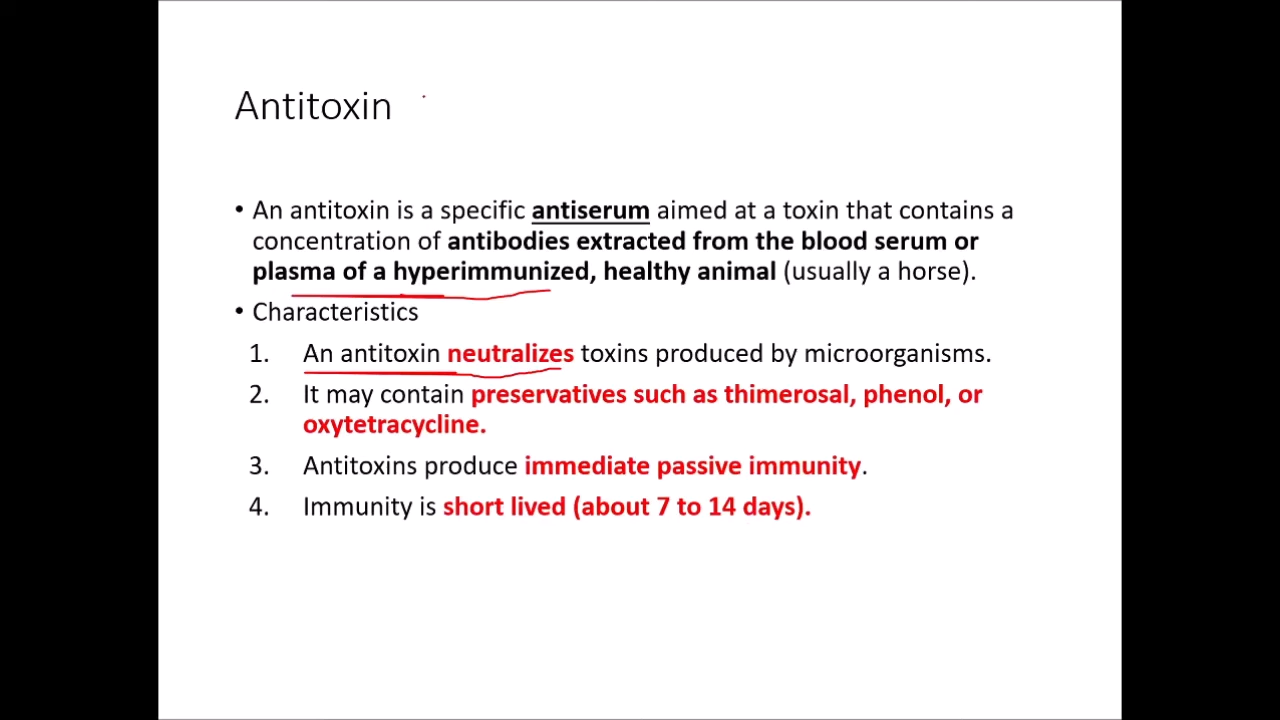 Antitoxin
• An antitoxin is a specific antiserum aimed at a toxin that contains a
concentration of antibodies extracted from the blood serum or
plasma of a hyperimmunized, healthy animal (usually a horse).
• Characteristics
1. An antitoxin neutralizes toxins produced by microorganisms.
2. It may contain preservatives such as thimerosal, phenol, or
oxytetracycline.
3. Antitoxins produce immediate passive immunity.
4. Immunity is short lived (about 7 to 14 days).